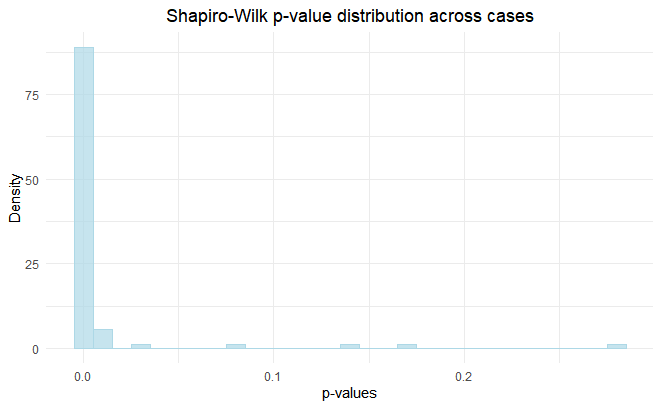 Shapiro-Wilk p-value distribution across cases
Density
75
50
25
0
0.0 0.1 0.2
p-values